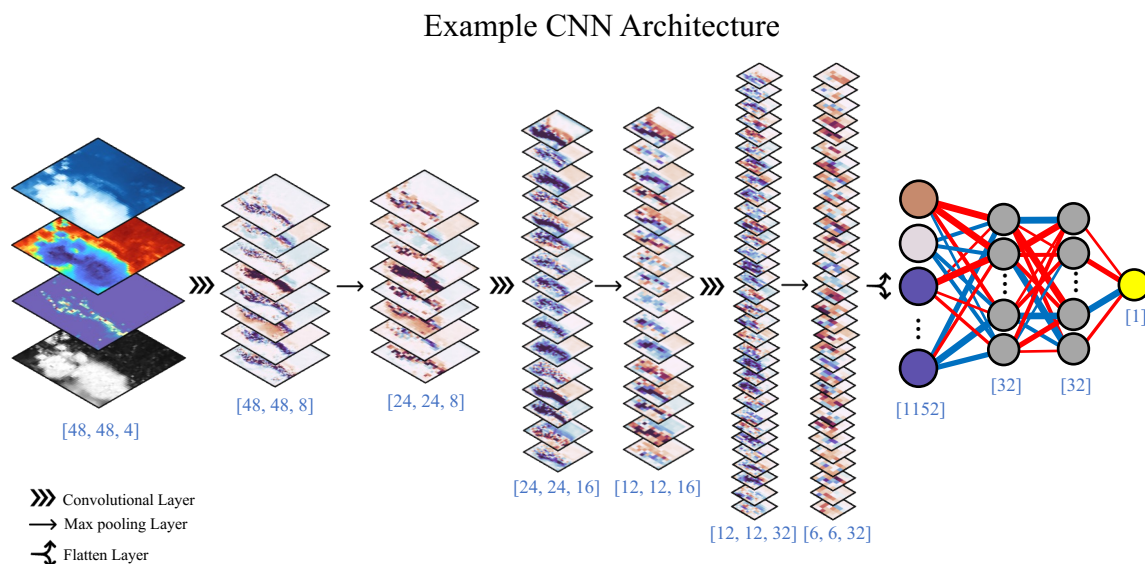 Example CNN Architecture
[48, 48, 4]
[48, 48, 8]
[24, 24, 8]
[24, 24, 16]
[12, 12, 16]
[12, 12, 32]
[6, 6, 32]
[1152]
[32]
[32]
[1]
Convolutional Layer
Max pooling Layer
Flatten Layer